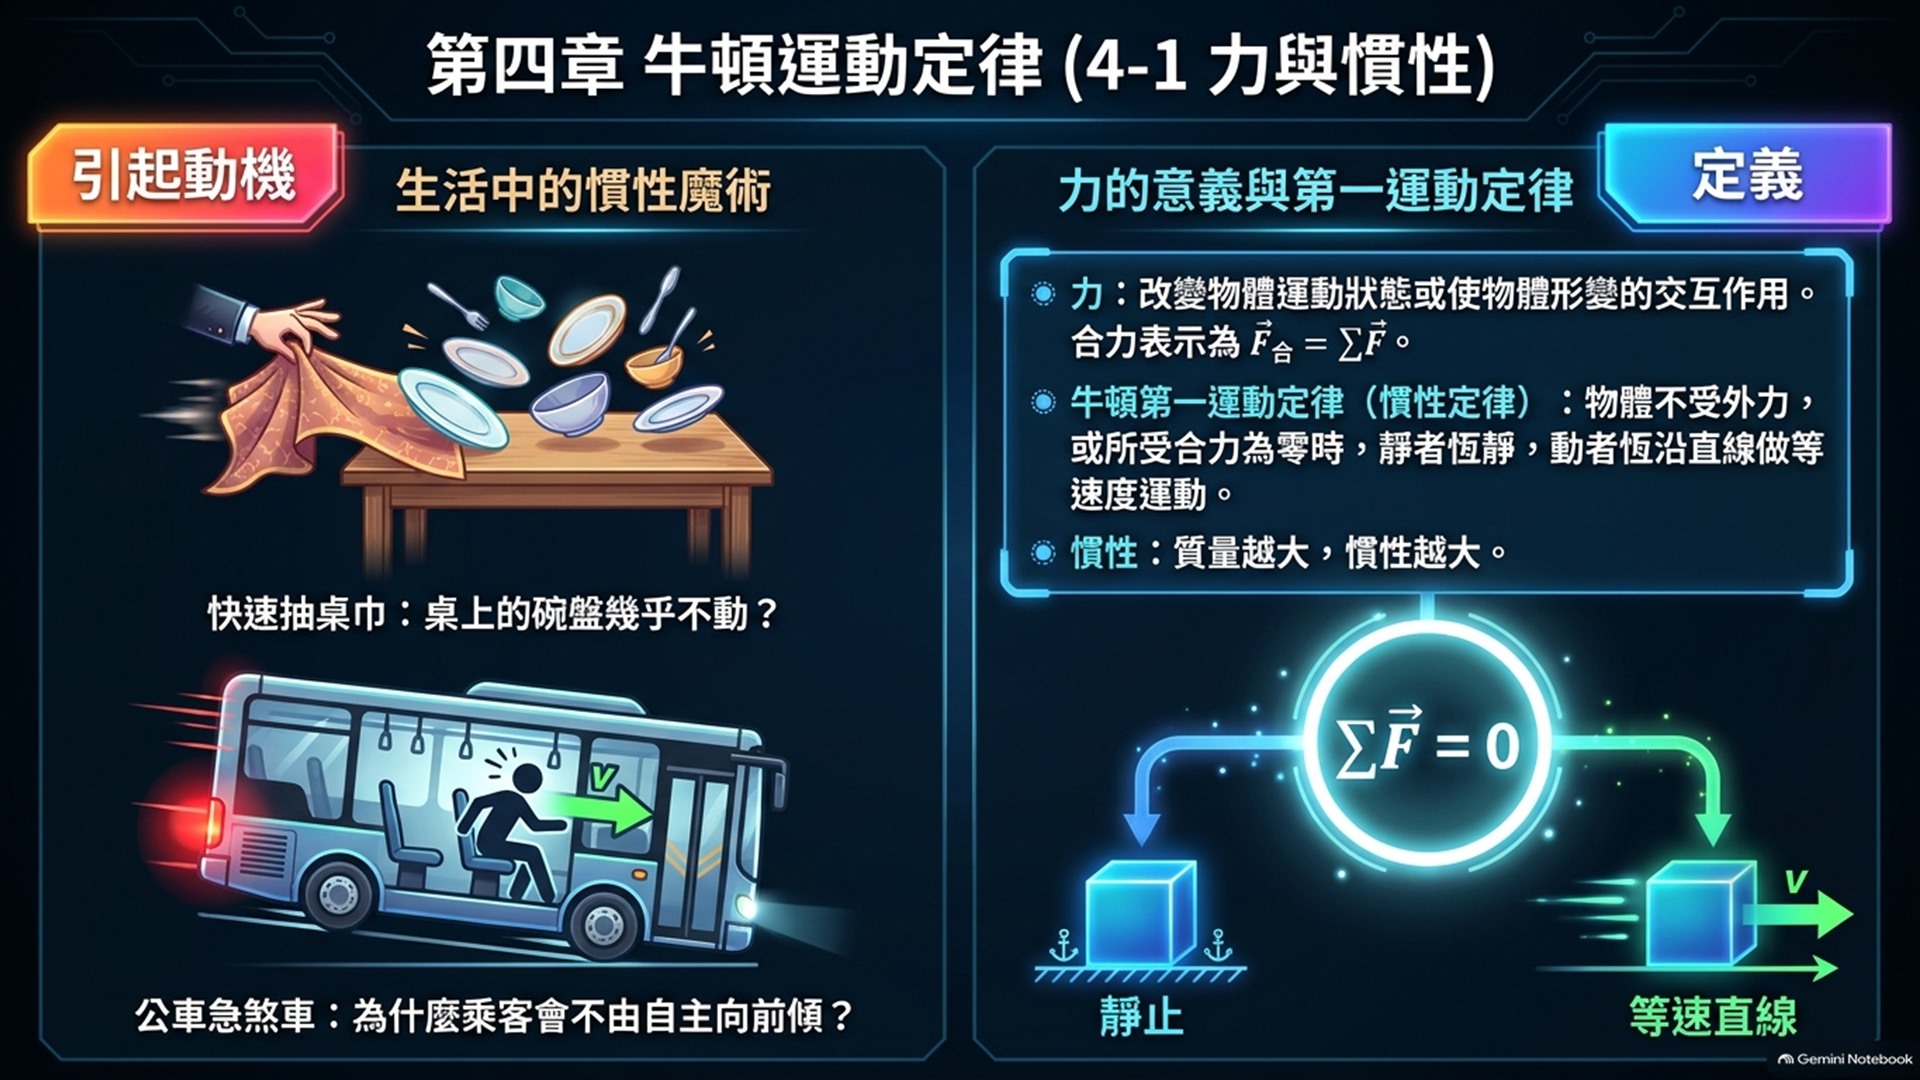 第四章 牛頓運動定律 (4-1 力與慣性)
引起動機
生活中的慣性魔術
快速抽桌巾：桌上的碗盤幾乎不動？
v
公車急煞車：為什麼乘客會不由自主向前傾？
力的意義與第一運動定律
定義
力：改變物體運動狀態或使物體形變的交互作用。
合力表示為 $\vec{F}_{合} = \sum \vec{F}$。
牛頓第一運動定律（慣性定律）：物體不受外力，
或所受合力為零時，靜者恆靜，動者恆沿直線做等
速度運動。
慣性：質量越大，慣性越大。
$\sum \vec{F} = 0$
v
靜止
等速直線
Gemini Notebook